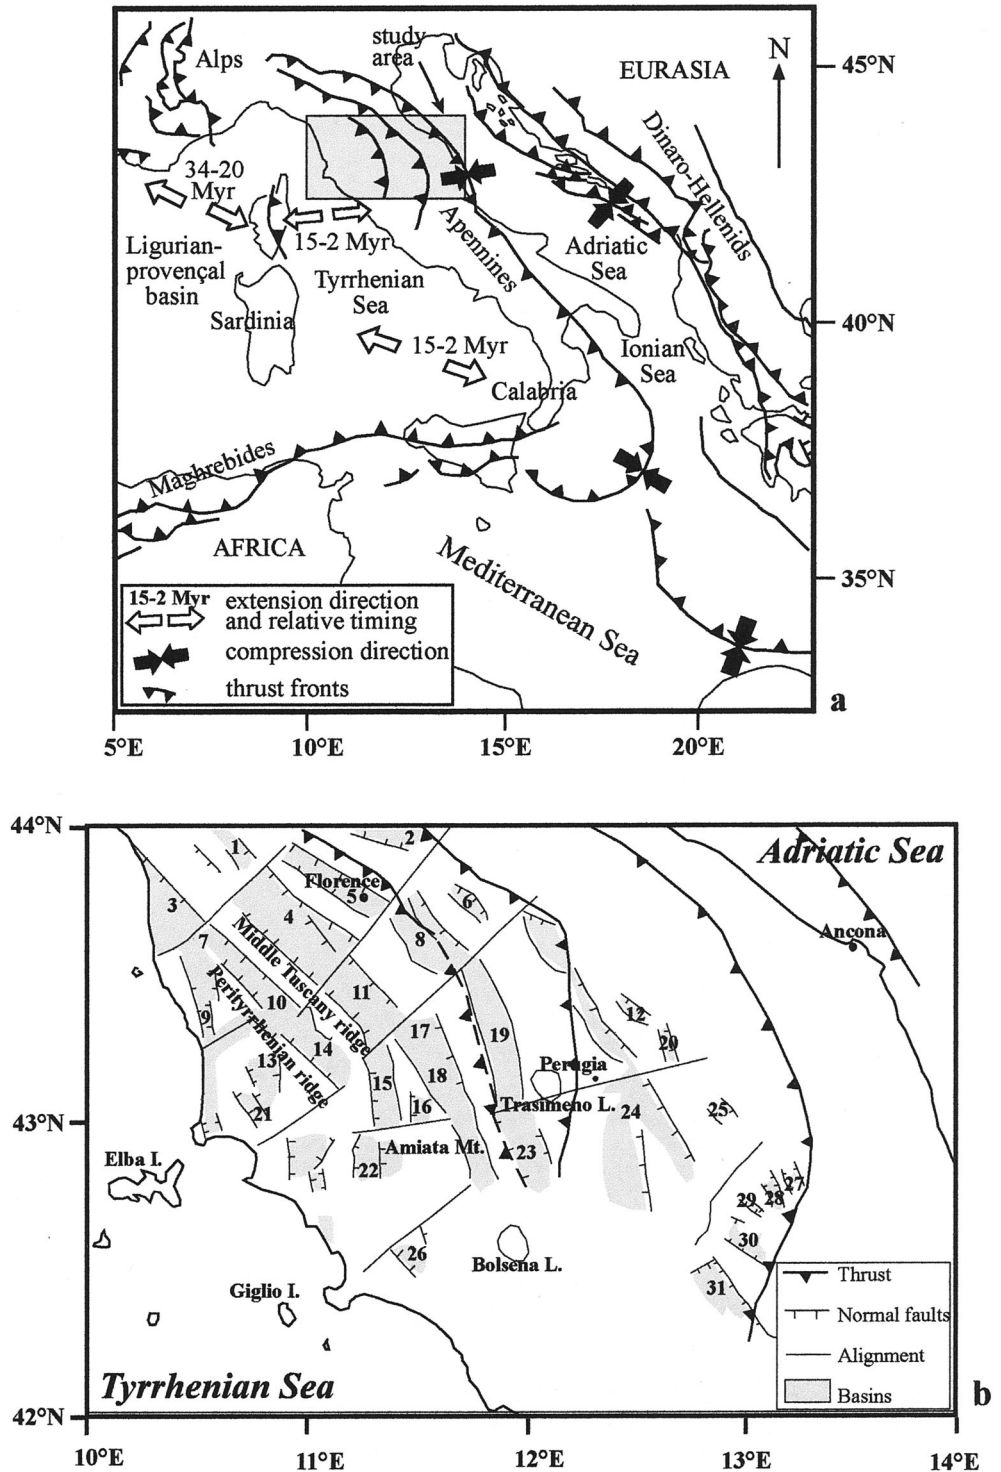 study
area
Alps
EURASIA
N
45°N
Dinaro-Hellenids
34-20
Myr
15-2 Myr
Apennines
Adriatic
Sea
Ligurian-
provençal
basin
Tyrrhenian
Sea
Sardinia
40°N
15-2 Myr
Ionian
Sea
Calabria
Maghrebides
AFRICA
Mediterranean Sea
35°N
15-2 Myr
extension direction
and relative timing
compression direction
thrust fronts
a
5°E
10°E
15°E
20°E
44°N
1
2
Adriatic Sea
Florence
5
3
4
6
Ancona
7
8
Middle Tuscany ridge
Perityrrhenian ridge
9
10
11
12
13
14
17
19
20
Perugia
15
18
16
Trasimeno L.
21
24
25
43°N
Amiata Mt.
22
23
Elba I.
27
28
29
30
26
Bolsena L.
31
Giglio I.
Thrust
Normal faults
Alignment
Basins
b
Tyrrhenian Sea
42°N
10°E
11°E
12°E
13°E
14°E